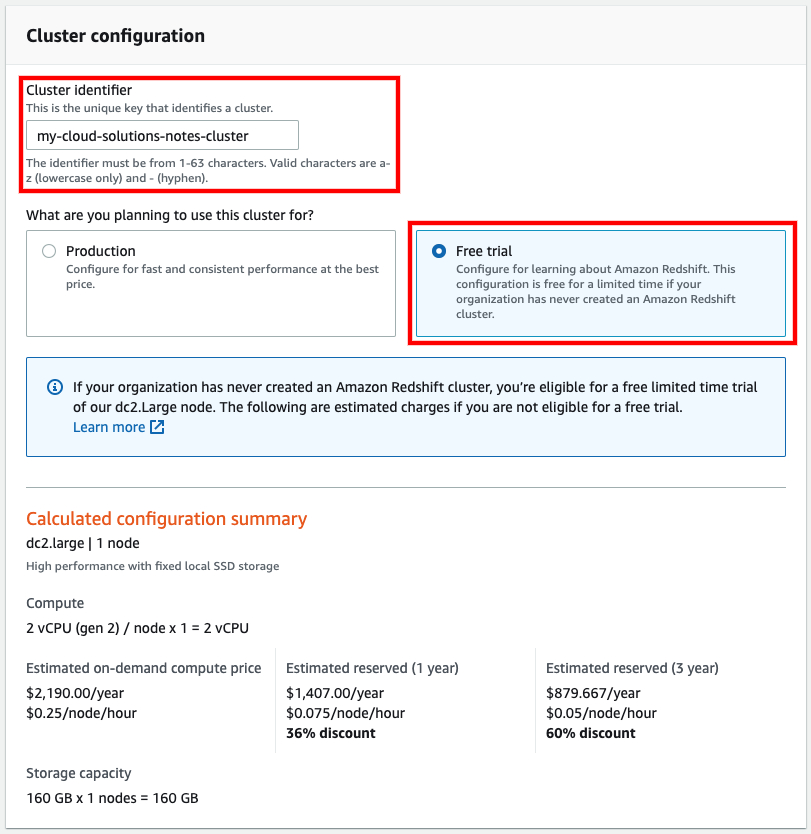 Cluster configuration
Cluster identifier
This is the unique key that identifies a cluster.
my-cloud-solutions-notes-cluster
The identifier must be from 1-63 characters. Valid characters are a-
z (lowercase only) and - (hyphen).
What are you planning to use this cluster for?
Production
Configure for fast and consistent performance at the best
price.
Free trial
Configure for learning about Amazon Redshift. This
configuration is free for a limited time if your
organization has never created an Amazon Redshift
cluster.
If your organization has never created an Amazon Redshift cluster, you’re eligible for a free limited time trial
of our dc2.Large node. The following are estimated charges if you are not eligible for a free trial.
Learn more
Calculated configuration summary
dc2.large | 1 node
High performance with fixed local SSD storage
Compute
2 vCPU (gen 2) / node x 1 = 2 vCPU
Estimated on-demand compute price
$2,190.00/year
$0.25/node/hour
Estimated reserved (1 year)
$1,407.00/year
$0.075/node/hour
36% discount
Estimated reserved (3 year)
$879.667/year
$0.05/node/hour
60% discount
Storage capacity
160 GB x 1 nodes = 160 GB